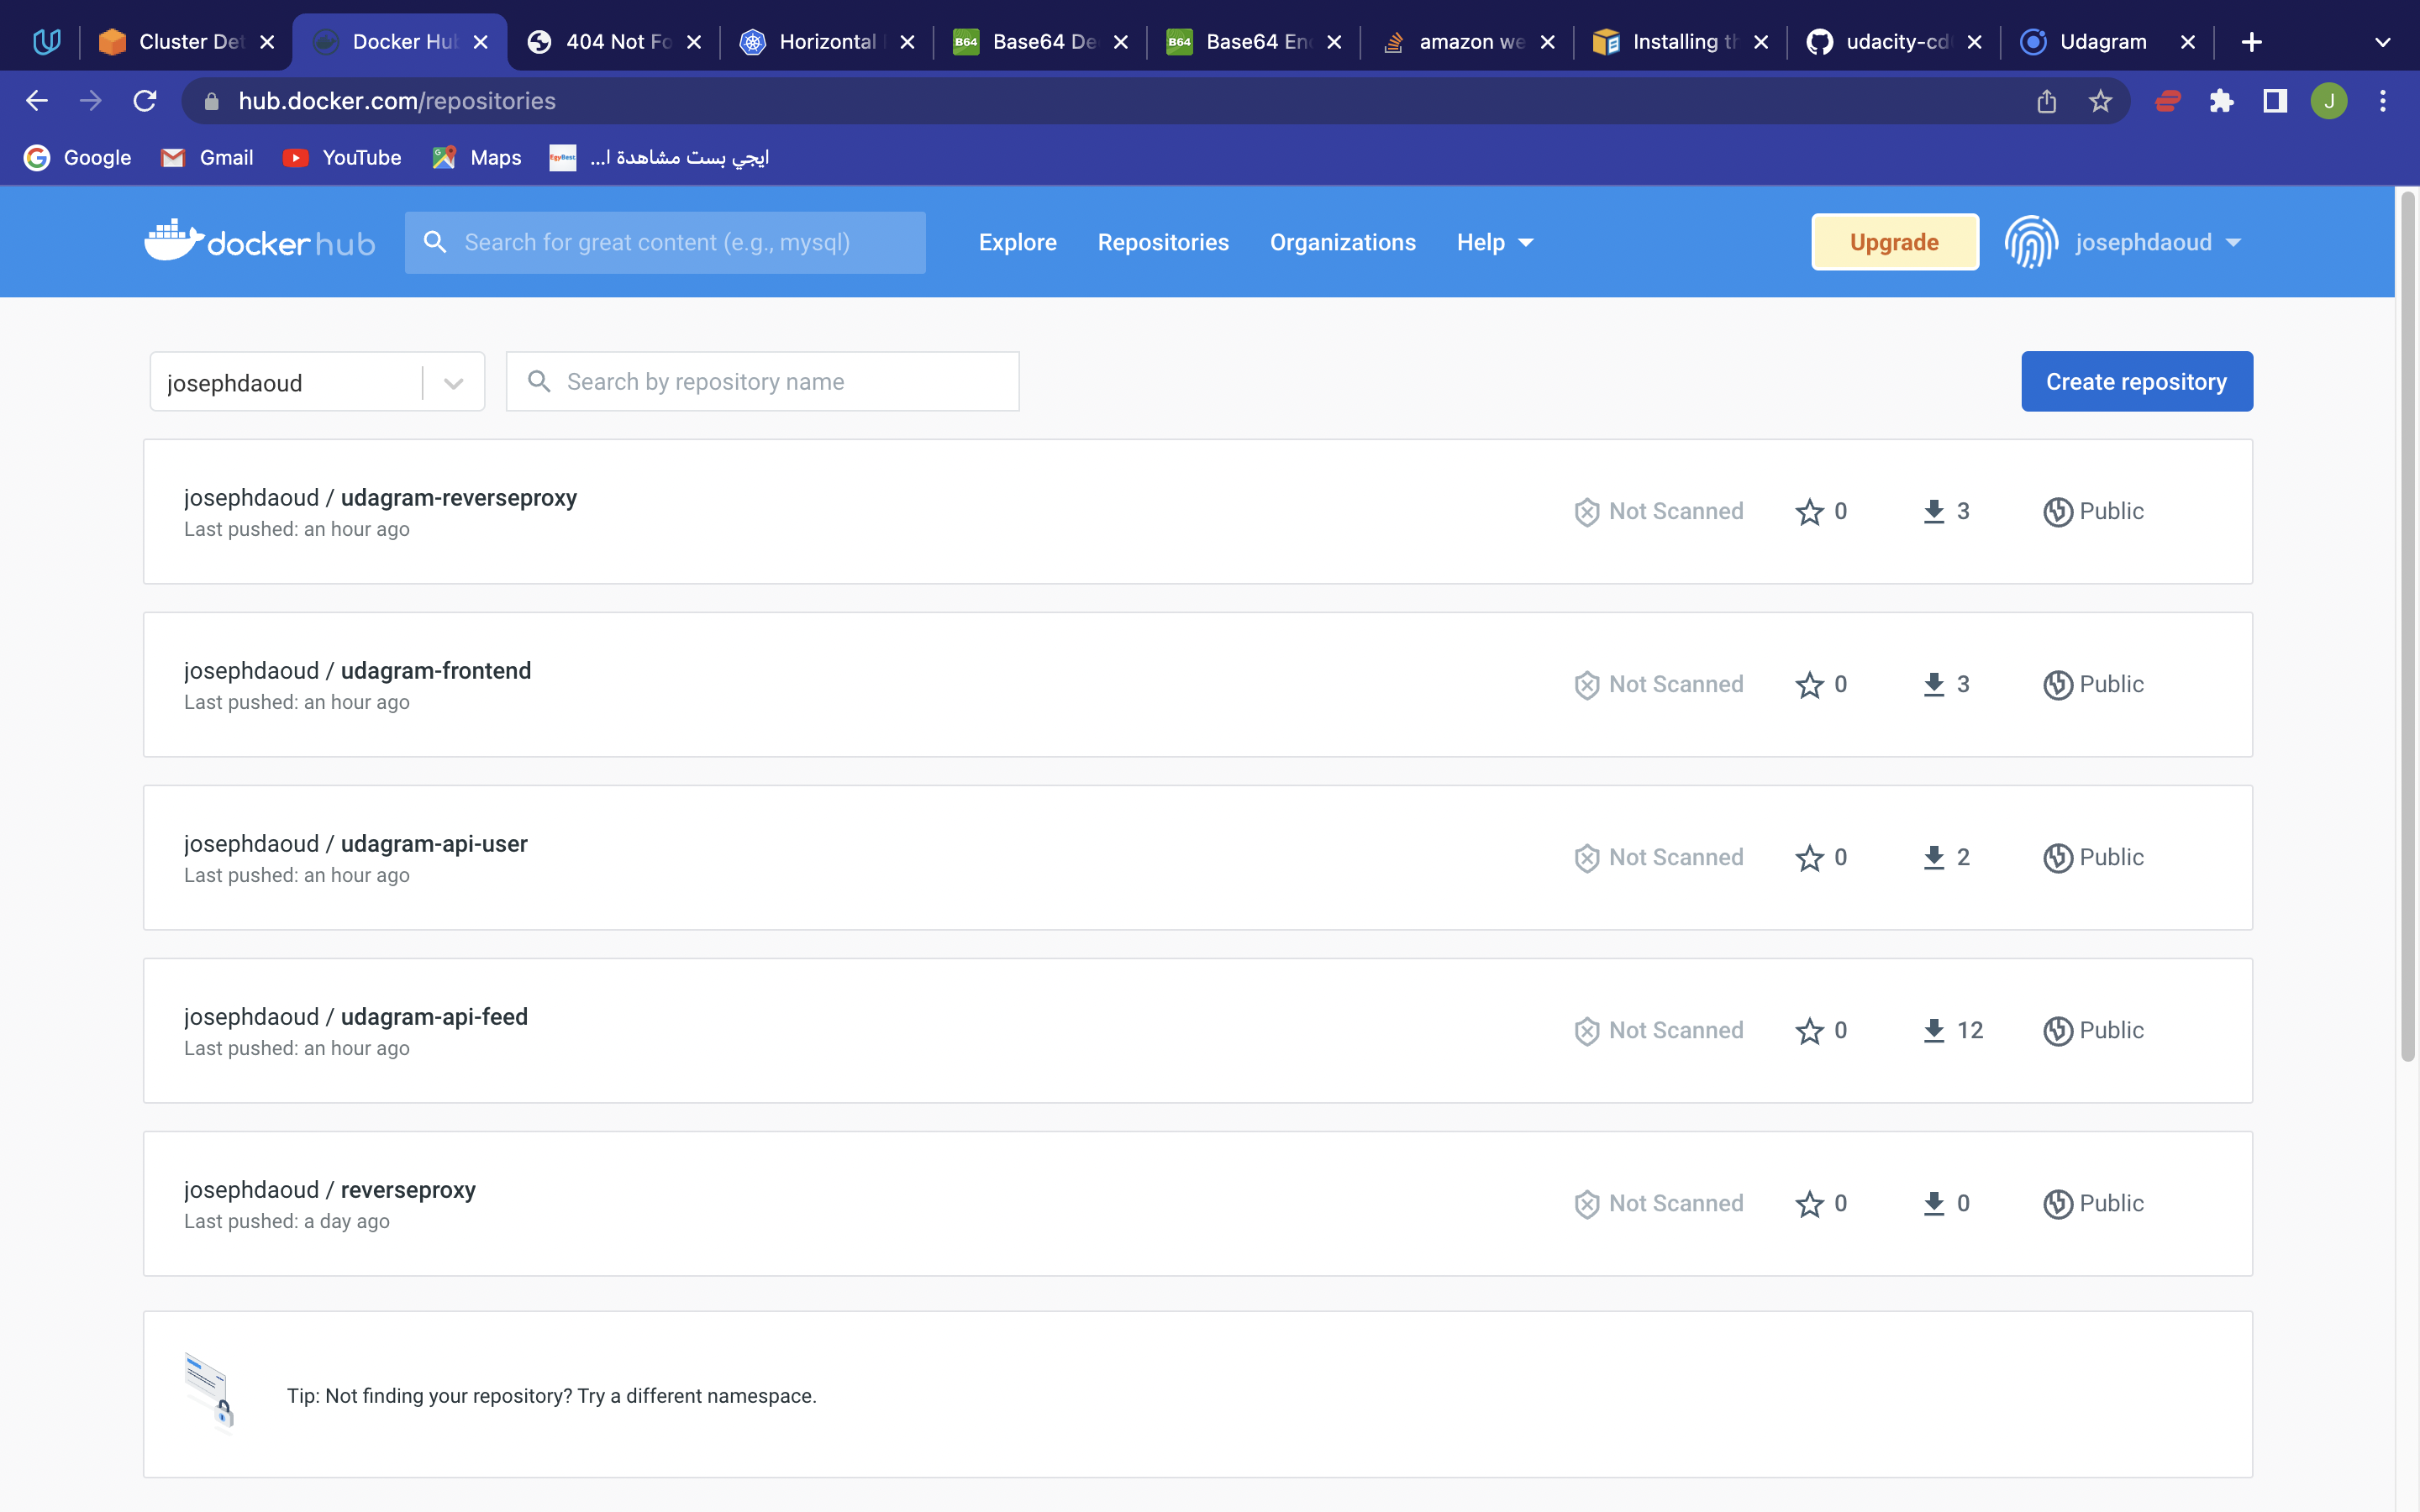 Cluster Det
Docker Hub
404 Not Fo
Horizontal
Base64 De
Base64 En
amazon we
Installing th
udacity-cd
Udagram
hub.docker.com/repositories
J
Google
Gmail
YouTube
Maps
EgyBest
ايجي بست مشاهدة ا...
docker hub
Search for great content (e.g., mysql)
Explore
Repositories
Organizations
Help
Upgrade
josephdaoud
josephdaoud
Search by repository name
Create repository
josephdaoud / udagram-reverseproxy
Last pushed: an hour ago
Not Scanned
0
3
Public
josephdaoud / udagram-frontend
Last pushed: an hour ago
Not Scanned
0
3
Public
josephdaoud / udagram-api-user
Last pushed: an hour ago
Not Scanned
0
2
Public
josephdaoud / udagram-api-feed
Last pushed: an hour ago
Not Scanned
0
12
Public
josephdaoud / reverseproxy
Last pushed: a day ago
Not Scanned
0
0
Public
Tip: Not finding your repository? Try a different namespace.